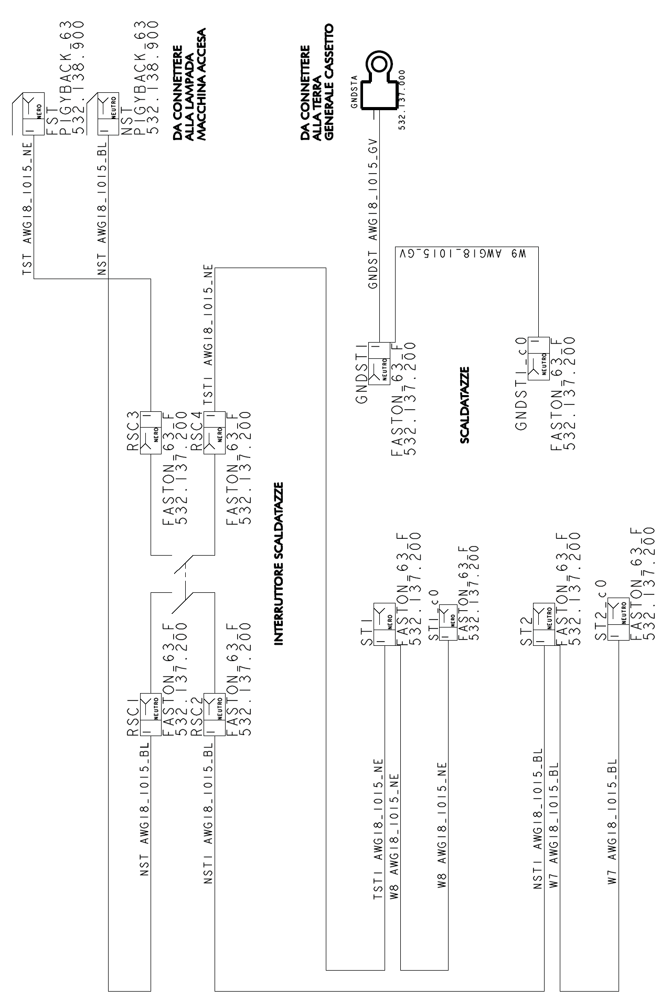 TST AWG18_1015_NE
I
NERO
FST
PIGYBACK_63
532.138.900
NST AWG18_1015_BL
I
NEUTRO
NST
PIGYBACK_63
532.138.900
DA CONNETTERE
ALLA LAMPADA
MACCHINA ACCESA
DA CONNETTERE
ALLA TERRA
GENERALE CASSETTO
GNDSTA
532.137.000
GNDST AWG18_1015_GV
W9 AWG18_1015_GV
RSC3
I
NERO
FASTON_63_F
532.137.200
TST1 AWG18_1015_NE
RSC4
I
NERO
FASTON_63_F
532.137.200
GNDST1
I
NEUTRO
FASTON_63_F
532.137.200
SCALDATAZZE
GNDST1_c0
I
NEUTRO
FASTON_63_F
532.137.200
INTERRUTTORE SCALDATAZZE
NST AWG18_1015_BL
RSC1
I
NEUTRO
FASTON_63_F
532.137.200
NST1 AWG18_1015_BL
RSC2
I
NEUTRO
FASTON_63_F
532.137.200
TST1 AWG18_1015_NE
ST1
I
NERO
FASTON_63_F
532.137.200
W8 AWG18_1015_NE
W8 AWG18_1015_NE
ST1_c0
I
NERO
FASTON_63_F
532.137.200
NST1 AWG18_1015_BL
ST2
I
NEUTRO
FASTON_63_F
532.137.200
W7 AWG18_1015_BL
W7 AWG18_1015_BL
ST2_c0
I
NEUTRO
FASTON_63_F
532.137.200